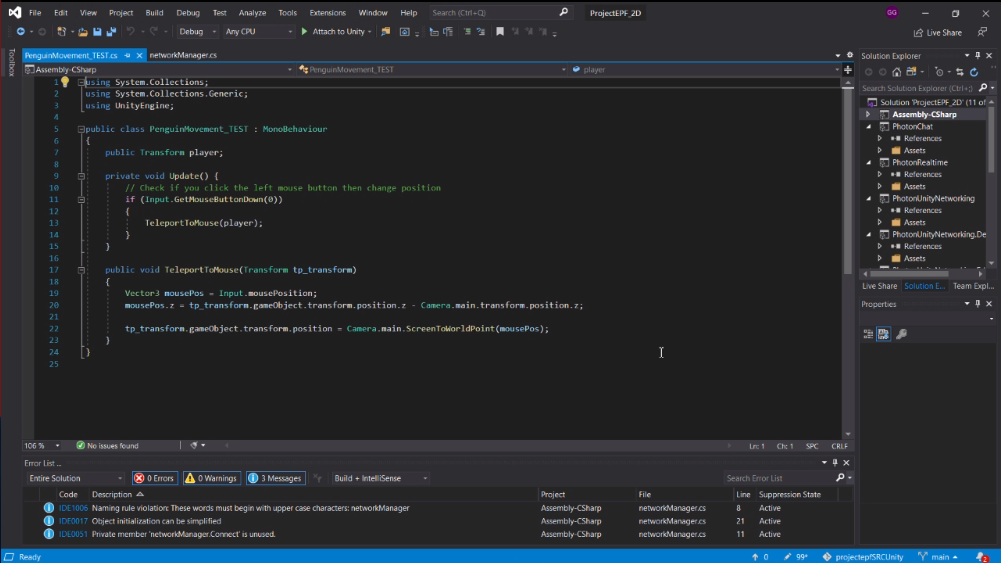 File Edit View Project Build Debug Test Analyze Tools Extensions Window Help Search (Ctrl+Q) ProjectEPF_2D GG
Debug Any CPU Attach to Unity Live Share
Toolbox
PenguinMovement_TEST.cs networkManager.cs
Assembly-CSharp PenguinMovement_TEST player
1 using System.Collections;
2 using System.Collections.Generic;
3 using UnityEngine;
4
5 public class PenguinMovement_TEST : MonoBehaviour
6 {
7 public Transform player;
8
9 private void Update() {
10 // Check if you click the left mouse button then change position
11 if (Input.GetMouseButtonDown(0))
12 {
13 TeleportToMouse(player);
14 }
15 }
16
17 public void TeleportToMouse(Transform tp_transform)
18 {
19 Vector3 mousePos = Input.mousePosition;
20 mousePos.z = tp_transform.gameObject.transform.position.z - Camera.main.transform.position.z;
21
22 tp_transform.gameObject.transform.position = Camera.main.ScreenToWorldPoint(mousePos);
23 }
24 }
25
106 % No issues found Ln: 1 Ch: 1 SPC CRLF
Solution Explorer
Search Solution Explorer (Ctrl+;)
Solution 'ProjectEPF_2D' (11 of
Assembly-CSharp
PhotonChat
References
Assets
PhotonRealtime
References
Assets
PhotonUnityNetworking
References
Assets
PhotonUnityNetworking.De
References
Assets
Live Share Solution E... Team Expl...
Properties
Error List ...
Entire Solution 0 Errors 0 Warnings 3 Messages Build + IntelliSense Search Error List
Code Description Project File Line Suppression State
IDE1006 Naming rule violation: These words must begin with upper case characters: networkManager Assembly-CSharp networkManager.cs 8 Active
IDE0017 Object initialization can be simplified Assembly-CSharp networkManager.cs 21 Active
IDE0051 Private member 'networkManager.Connect' is unused. Assembly-CSharp networkManager.cs 11 Active
Ready 0 99* projectepfSRCUnity main 2